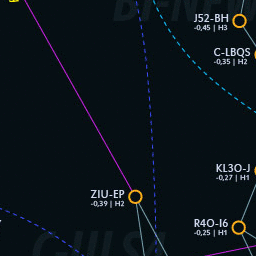 J52-BH
-0,45 | H3
C-LBQS
-0,35 | H2
KL3O-J
-0,27 | H1
ZIU-EP
-0,39 | H2
R4O-I6
-0,25 | H1